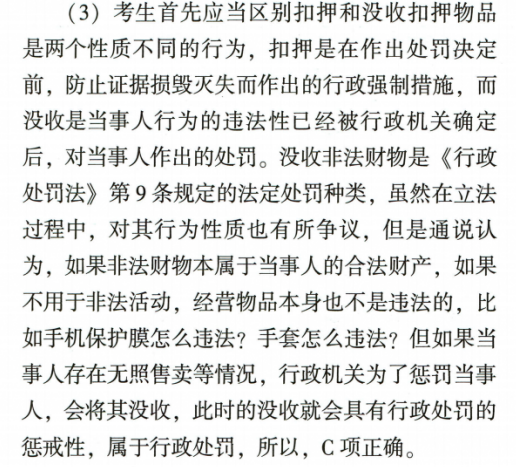 （3）考生首先应当区别扣押和没收扣押物品
是两个性质不同的行为，扣押是在作出处罚决定
前，防止证据损毁灭失而作出的行政强制措施，而
没收是当事人行为的违法性已经被行政机关确定
后，对当事人作出的处罚。没收非法财物是《行政
处罚法》第9条规定的法定处罚种类，虽然在立法
过程中，对其行为性质也有所争议，但是通说认
为，如果非法财物本属于当事人的合法财产，如果
不用于非法活动，经营物品本身也不是违法的，比
如手机保护膜怎么违法？手套怎么违法？但如果当
事人存在无照售卖等情况，行政机关为了惩罚当事
人，会将其没收，此时的没收就会具有行政处罚的
惩戒性，属于行政处罚，所以，C项正确。